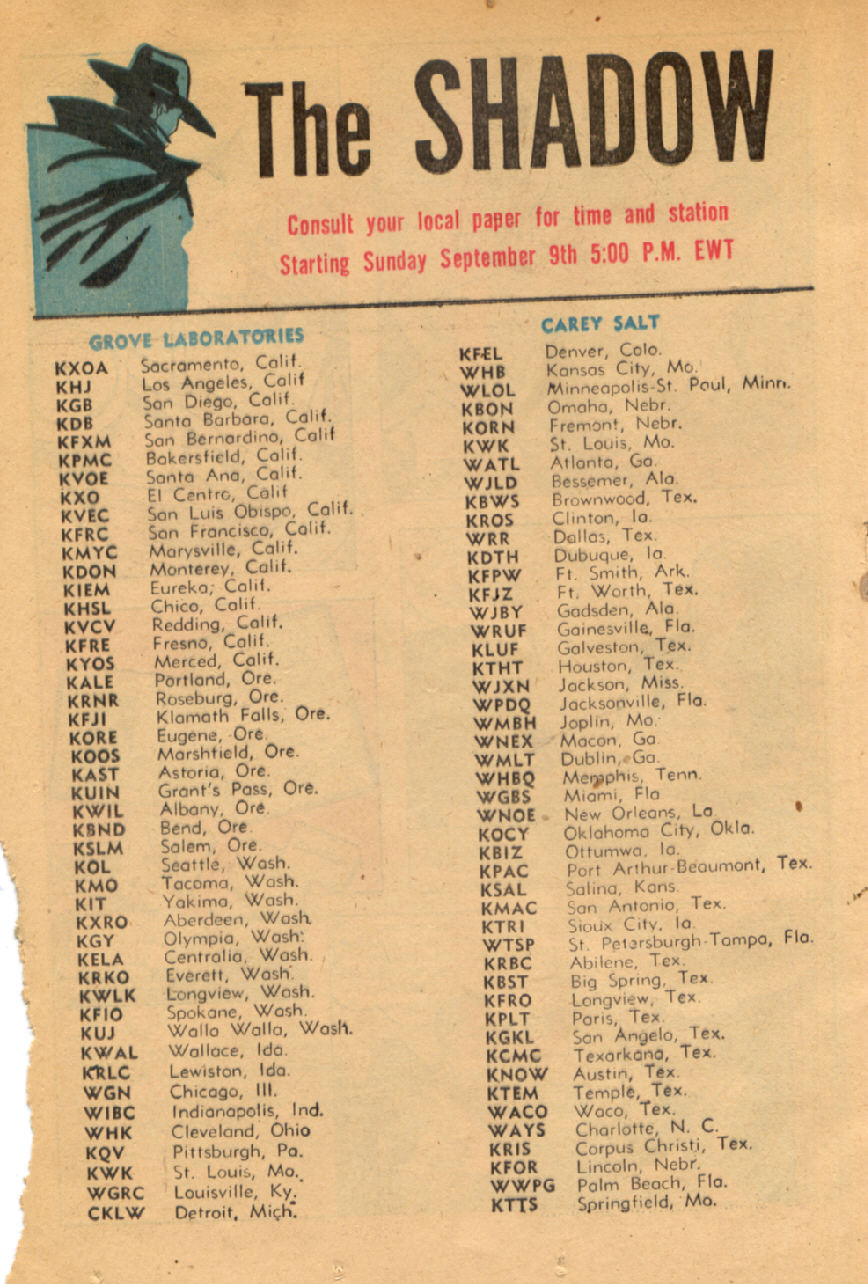 The SHADOW
Consult your local paper for time and station
Starting Sunday September 9th 5:00 P.M. EWT
GROVE LABORATORIES
KXOA Sacramento, Calif.
KHJ Los Angeles, Calif
KGB San Diego, Calif.
KDB Santa Barbara, Calif.
KFXM San Bernardino, Calif
KPMC Bakersfield, Calif.
KVOE Santa Ana, Calif.
KXO El Centro, Calif
KVEC San Luis Obispo, Calif.
KFRC San Francisco, Calif.
KMYC Marysville, Calif.
KDON Monterey, Calif.
KIEM Eureka, Calif.
KHSL Chico, Calif.
KVCV Redding, Calif.
KFRE Fresno, Calif.
KYOS Merced, Calif.
KALE Portland, Ore.
KRNR Roseburg, Ore.
KFJI Klamath Falls, Ore.
KORE Eugene, Ore.
KOOS Marshfield, Ore.
KAST Astoria, Ore.
KUIN Grant's Pass, Ore.
KWIL Albany, Ore.
KBND Bend, Ore.
KSLM Salem, Ore.
KOL Seattle, Wash.
KMO Tacoma, Wash.
KIT Yakima, Wash.
KXRO Aberdeen, Wash.
KGY Olympia, Wash.
KELA Centralia, Wash.
KRKO Everett, Wash.
KWLK Longview, Wash.
KFIO Spokane, Wash.
KUJ Walla Walla, Wash.
KWAL Wallace, Ida.
KRLC Lewiston, Ida.
WGN Chicago, Ill.
WIBC Indianapolis, Ind.
WHK Cleveland, Ohio
KQV Pittsburgh, Pa.
KWK St. Louis, Mo.
WGRC Louisville, Ky.
CKLW Detroit, Mich.
CAREY SALT
KFEL Denver, Colo.
WHB Kansas City, Mo.
WLOL Minneapolis-St. Paul, Minn.
KBON Omaha, Nebr.
KORN Fremont, Nebr.
KWK St. Louis, Mo.
WATL Atlanta, Ga.
WJLD Bessemer, Ala.
KBWS Brownwood, Tex.
KROS Clinton, Ia.
WRR Dallas, Tex.
KDTH Dubuque, Ia.
KFPW Ft. Smith, Ark.
KFJZ Ft. Worth, Tex.
WJBY Gadsden, Ala.
WRUF Gainesville, Fla.
KLUF Galveston, Tex.
KTHT Houston, Tex.
WJXN Jackson, Miss.
WPDQ Jacksonville, Fla.
WMBH Joplin, Mo.
WNEX Macon, Ga.
WMLT Dublin, Ga.
WHBQ Memphis, Tenn.
WGBS Miami, Fla
WNOE New Orleans, La.
KOCY Oklahoma City, Okla.
KBIZ Ottumwa, Ia.
KPAC Port Arthur-Beaumont, Tex.
KSAL Salina, Kans.
KMAC San Antonio, Tex.
KTRI Sioux City, Ia.
WTSP St. Petersburgh-Tampa, Fla.
KRBC Abilene, Tex.
KBST Big Spring, Tex.
KFRO Longview, Tex.
KPLT Paris, Tex.
KGKL San Angelo, Tex.
KCMC Texarkana, Tex.
KNOW Austin, Tex.
KTEM Temple, Tex.
WACO Waco, Tex.
WAYS Charlotte, N. C.
KRIS Corpus Christi, Tex.
KFOR Lincoln, Nebr.
WWPG Palm Beach, Fla.
KTTS Springfield, Mo.